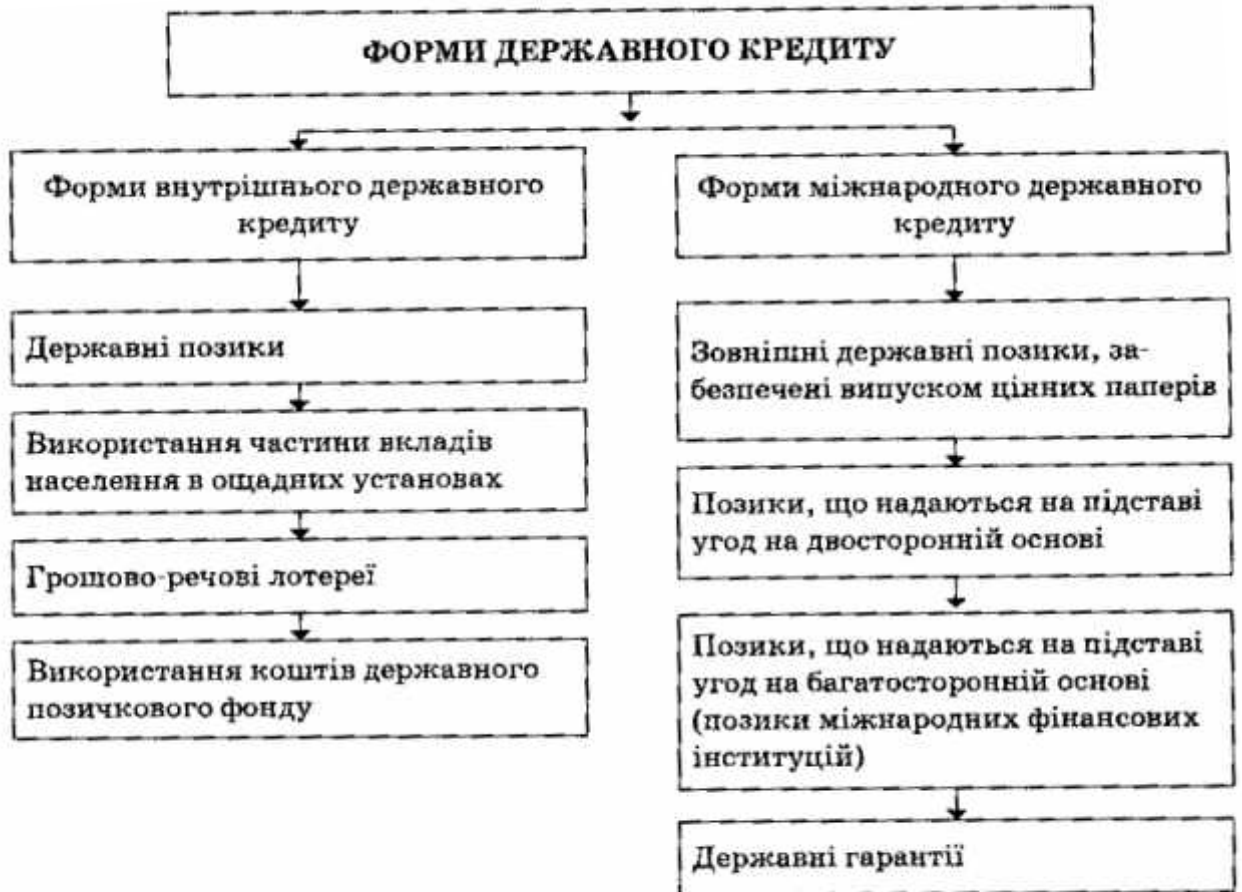 ФОРМИ ДЕРЖАВНОГО КРЕДИТУ
Форми внутрішнього державного
кредиту
Державні позики
Використання частини вкладів
населення в ощадних установах
Грошово-речові лотереї
Використання коштів державного
позичкового фонду
Форми міжнародного державного
кредиту
Зовнішні державні позики, за-
безпечені випуском цінних паперів
Позики, що надаються на підставі
угод на двосторонній основі
Позики, що надаються на підставі
угод на багатосторонній основі
(позики міжнародних фінансових
інституцій)
Державні гарантії